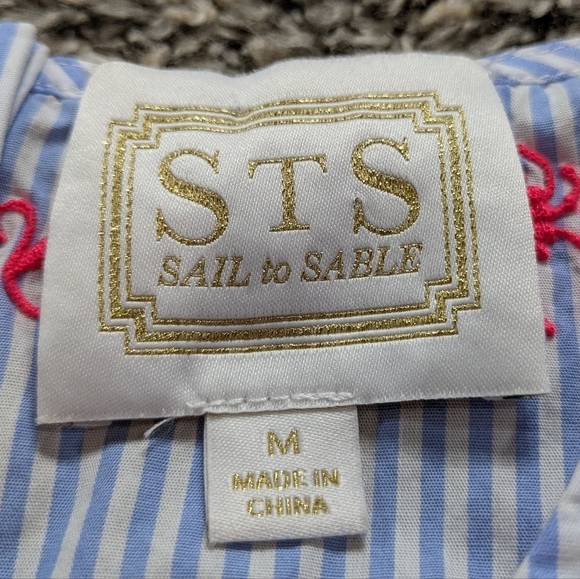 STS
SAIL to SABLE
M
MADE IN
CHINA